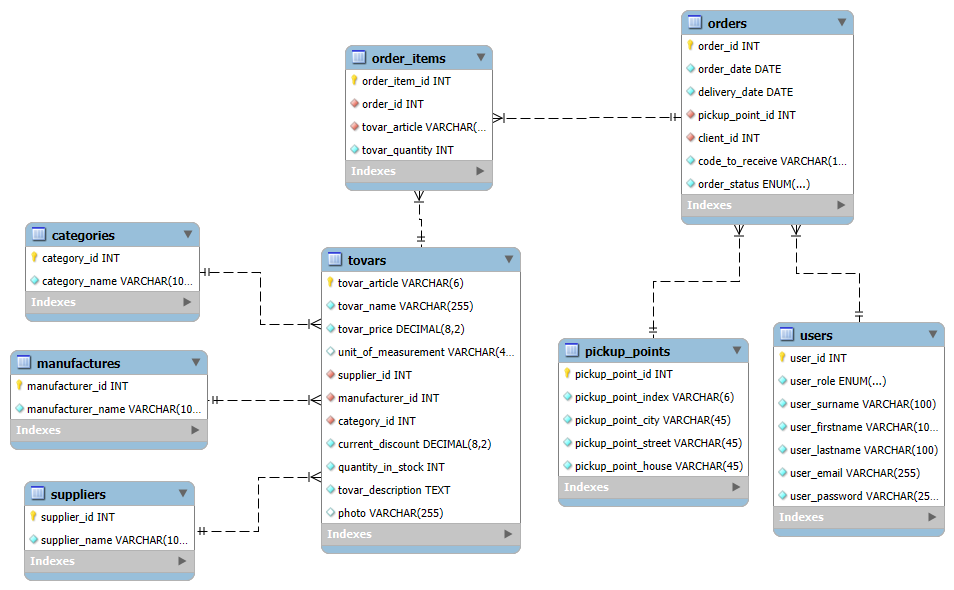 orders
order_id INT
order_date DATE
delivery_date DATE
pickup_point_id INT
client_id INT
code_to_receive VARCHAR(1...
order_status ENUM(...)
Indexes
order_items
order_item_id INT
order_id INT
tovar_article VARCHAR(...
tovar_quantity INT
Indexes
categories
category_id INT
category_name VARCHAR(10...
Indexes
tovars
tovar_article VARCHAR(6)
tovar_name VARCHAR(255)
tovar_price DECIMAL(8,2)
unit_of_measurement VARCHAR(4...
supplier_id INT
manufacturer_id INT
category_id INT
current_discount DECIMAL(8,2)
quantity_in_stock INT
tovar_description TEXT
photo VARCHAR(255)
Indexes
manufactures
manufacturer_id INT
manufacturer_name VARCHAR(10...
Indexes
suppliers
supplier_id INT
supplier_name VARCHAR(10...
Indexes
pickup_points
pickup_point_id INT
pickup_point_index VARCHAR(6)
pickup_point_city VARCHAR(45)
pickup_point_street VARCHAR(45)
pickup_point_house VARCHAR(45)
Indexes
users
user_id INT
user_role ENUM(...)
user_surname VARCHAR(100)
user_firstname VARCHAR(10...
user_lastname VARCHAR(100)
user_email VARCHAR(255)
user_password VARCHAR(25...
Indexes